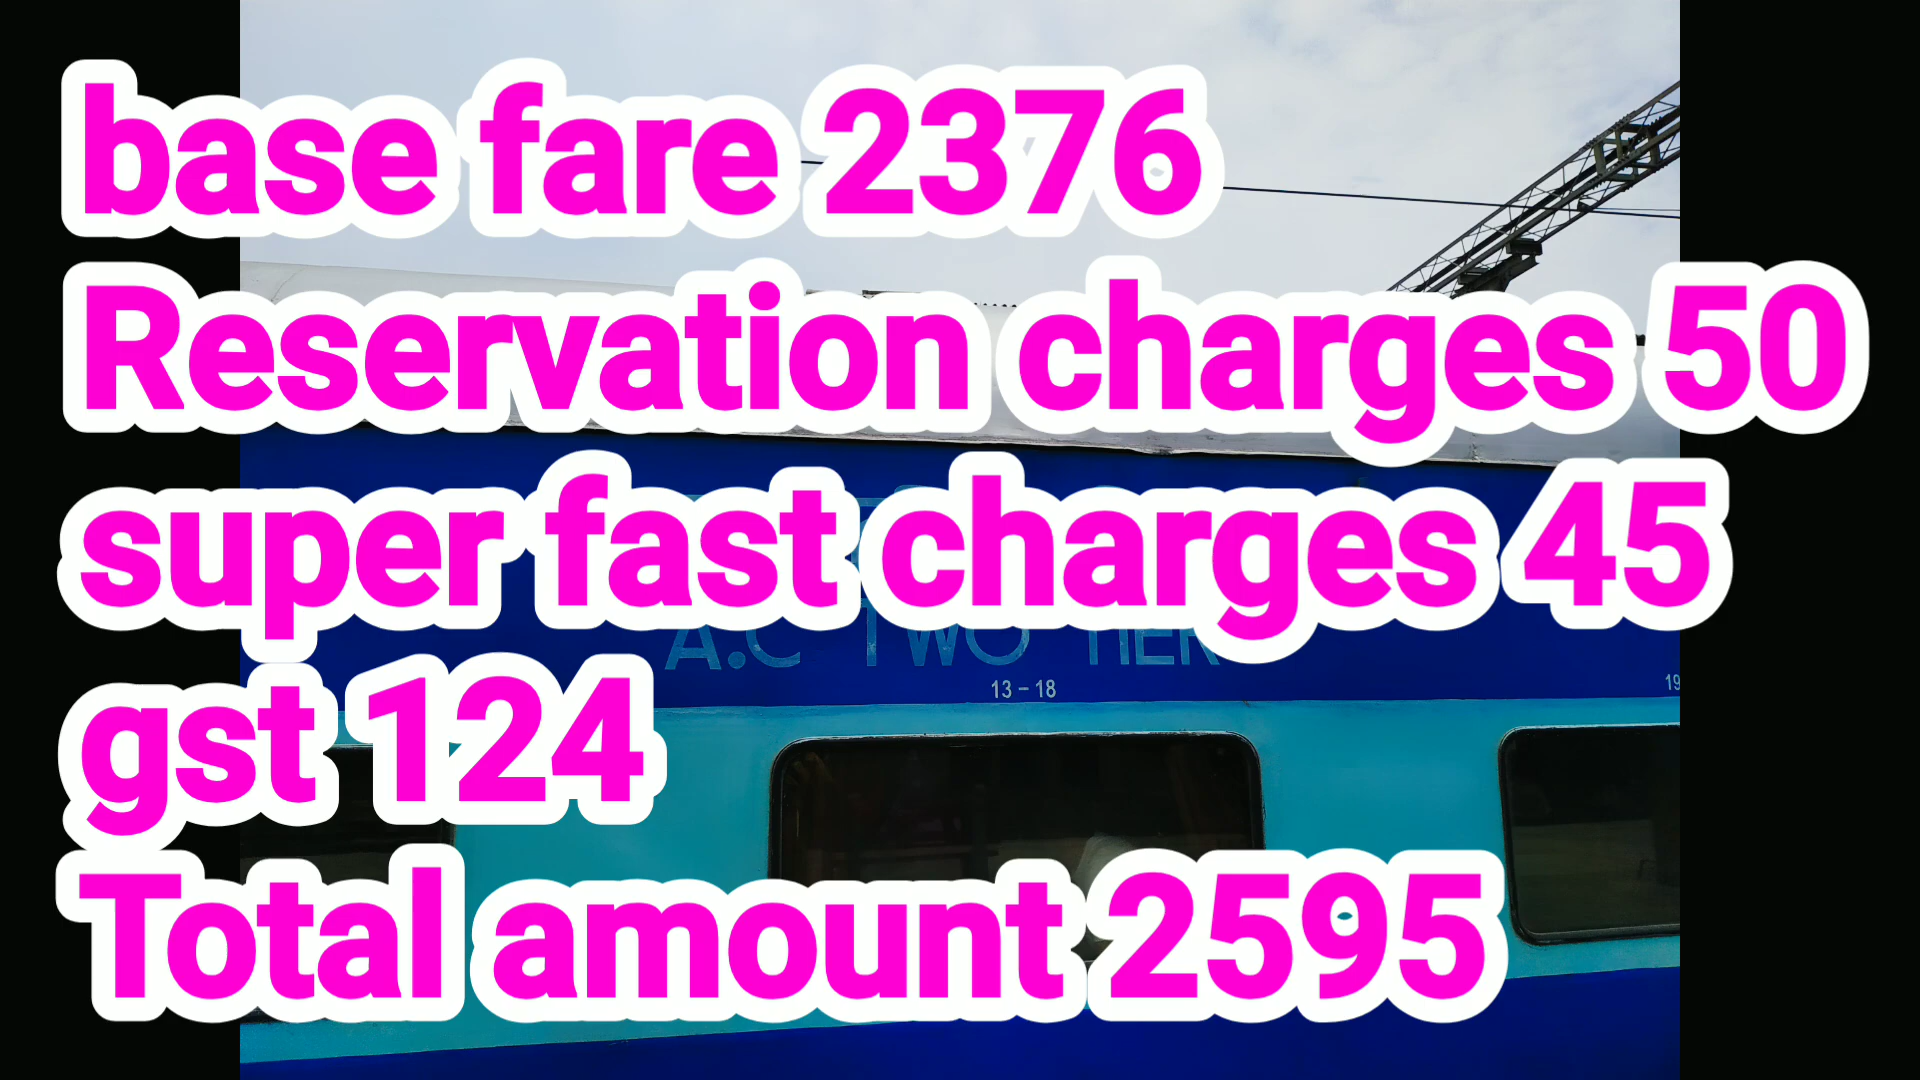 base fare 2376
Reservation charges 50
super fast charges 45
A.C TWO TIER
13-18
gst 124
Total amount 2595